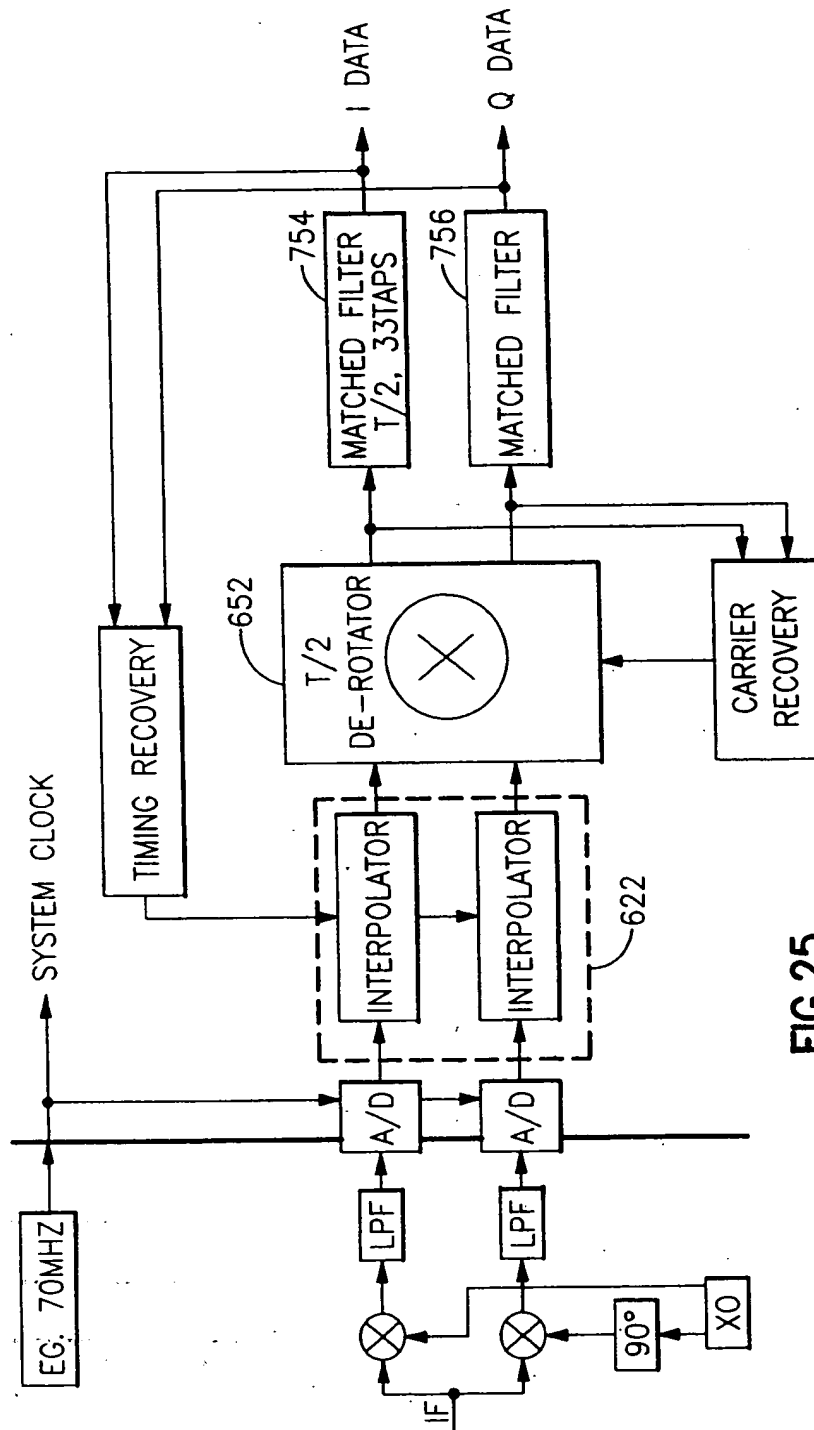 EG. 70MHZ
SYSTEM CLOCK
TIMING RECOVERY
I DATA
Q DATA
754
MATCHED FILTER
T/2, 33TAPS
756
MATCHED FILTER
652
T/2
DE-ROTATOR
CARRIER
RECOVERY
INTERPOLATOR
INTERPOLATOR
622
A/D
A/D
LPF
LPF
IF
90°
XO
FIG.25